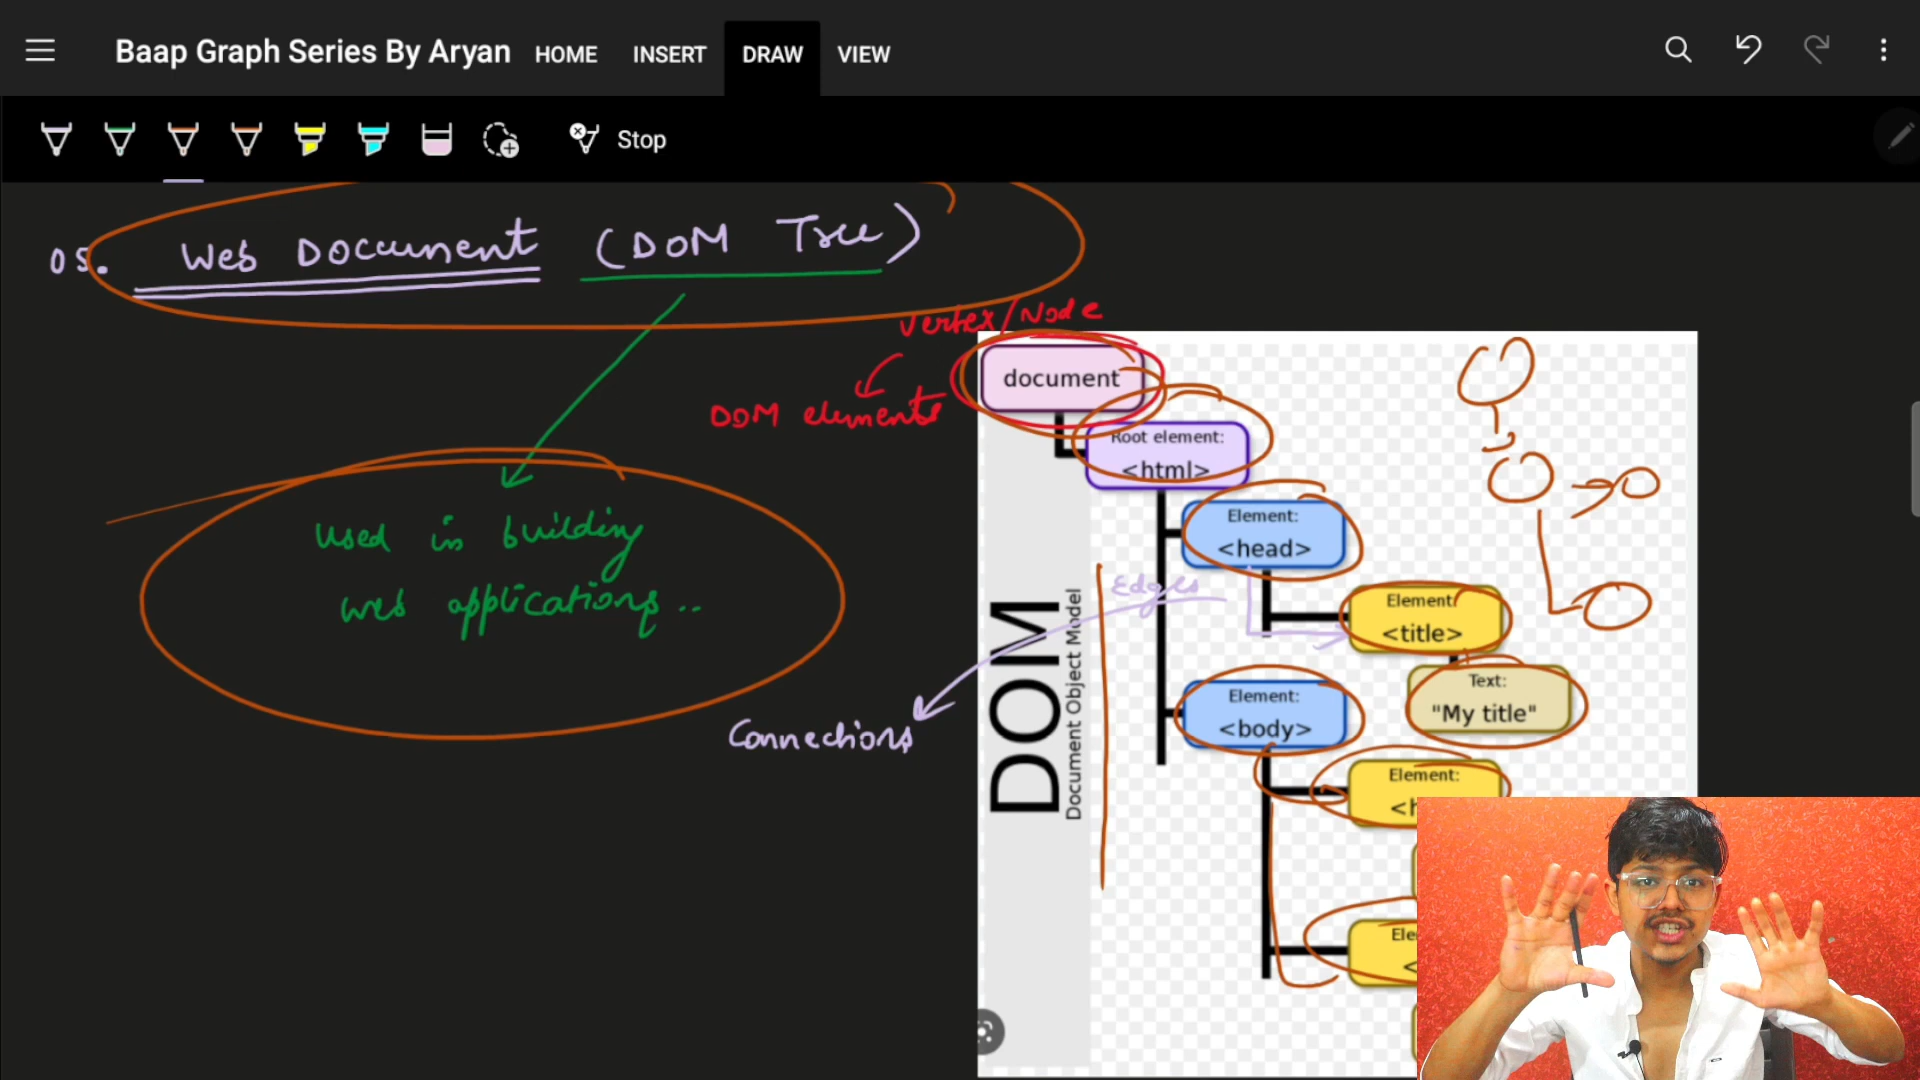 Baap Graph Series By Aryan
HOME INSERT DRAW VIEW
Stop
05. Web Document (DOM Tree)
Vertex/Node
DOM elements
document
Root element:
<html>
Element:
<head>
Used in building
web applications..
Edges
Element:
<title>
Text:
"My title"
Element:
<body>
Connections
DOM
Document Object Model
Element:
<h
Ele
<